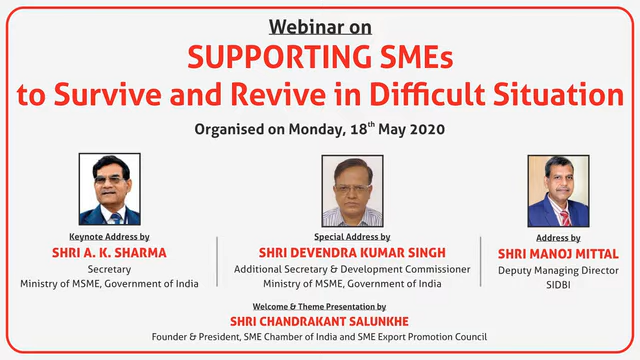 Webinar on
SUPPORTING SMEs
to Survive and Revive in Difficult Situation
Organised on Monday, 18th May 2020
Keynote Address by
SHRI A. K. SHARMA
Secretary
Ministry of MSME, Government of India
Special Address by
SHRI DEVENDRA KUMAR SINGH
Additional Secretary & Development Commissioner
Ministry of MSME, Government of India
Address by
SHRI MANOJ MITTAL
Deputy Managing Director
SIDBI
Welcome & Theme Presentation by
SHRI CHANDRAKANT SALUNKHE
Founder & President, SME Chamber of India and SME Export Promotion Council